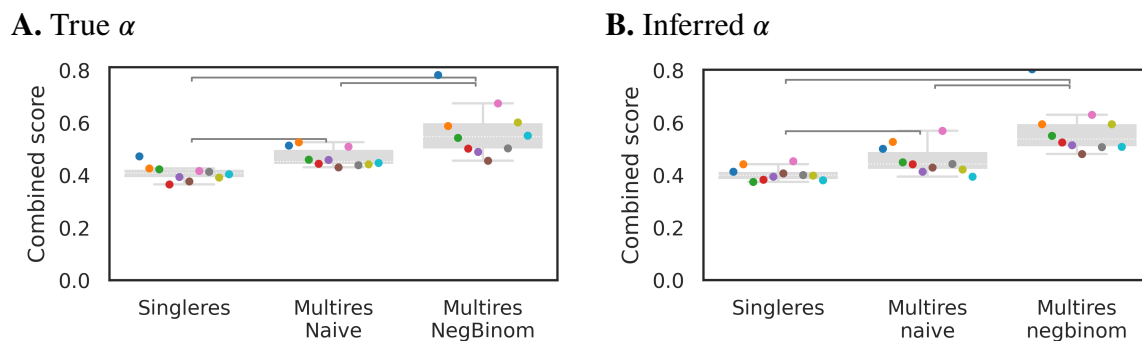 A. True α
Combined score
0.8
0.6
0.4
0.2
0.0
Singleres
Multires
Naive
Multires
NegBinom
B. Inferred α
Combined score
0.8
0.6
0.4
0.2
0.0
Singleres
Multires
naive
Multires
negbinom